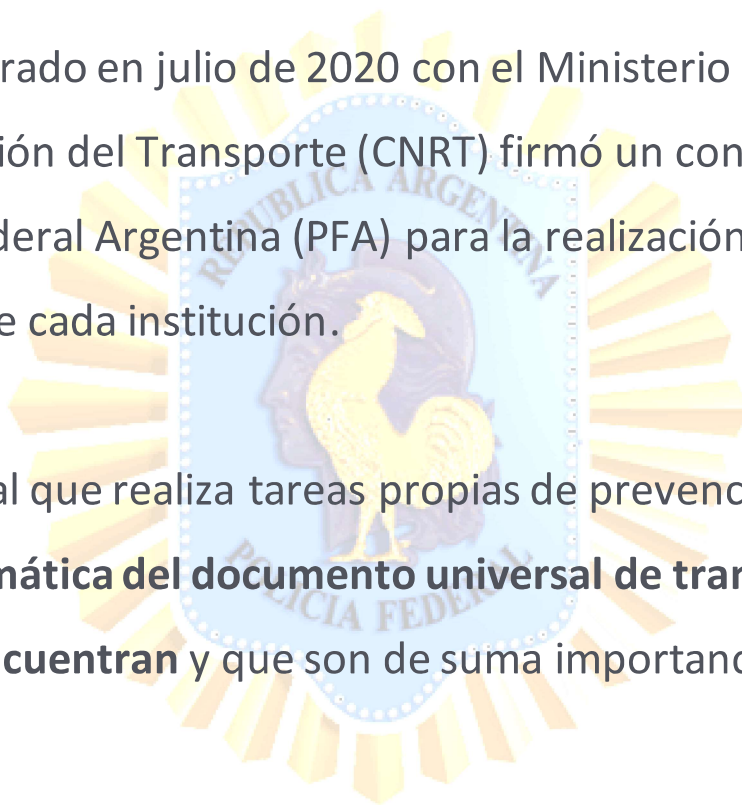 rado en julio de 2020 con el Ministerio
ión del Transporte (CNRT) firmó un con
deral Argentina (PFA) para la realización
e cada institución.
al que realiza tareas propias de prevenc
mática del documento universal de tran
cuentran y que son de suma importanc
REPUBLICA ARGENTINA
POLICIA FEDERAL